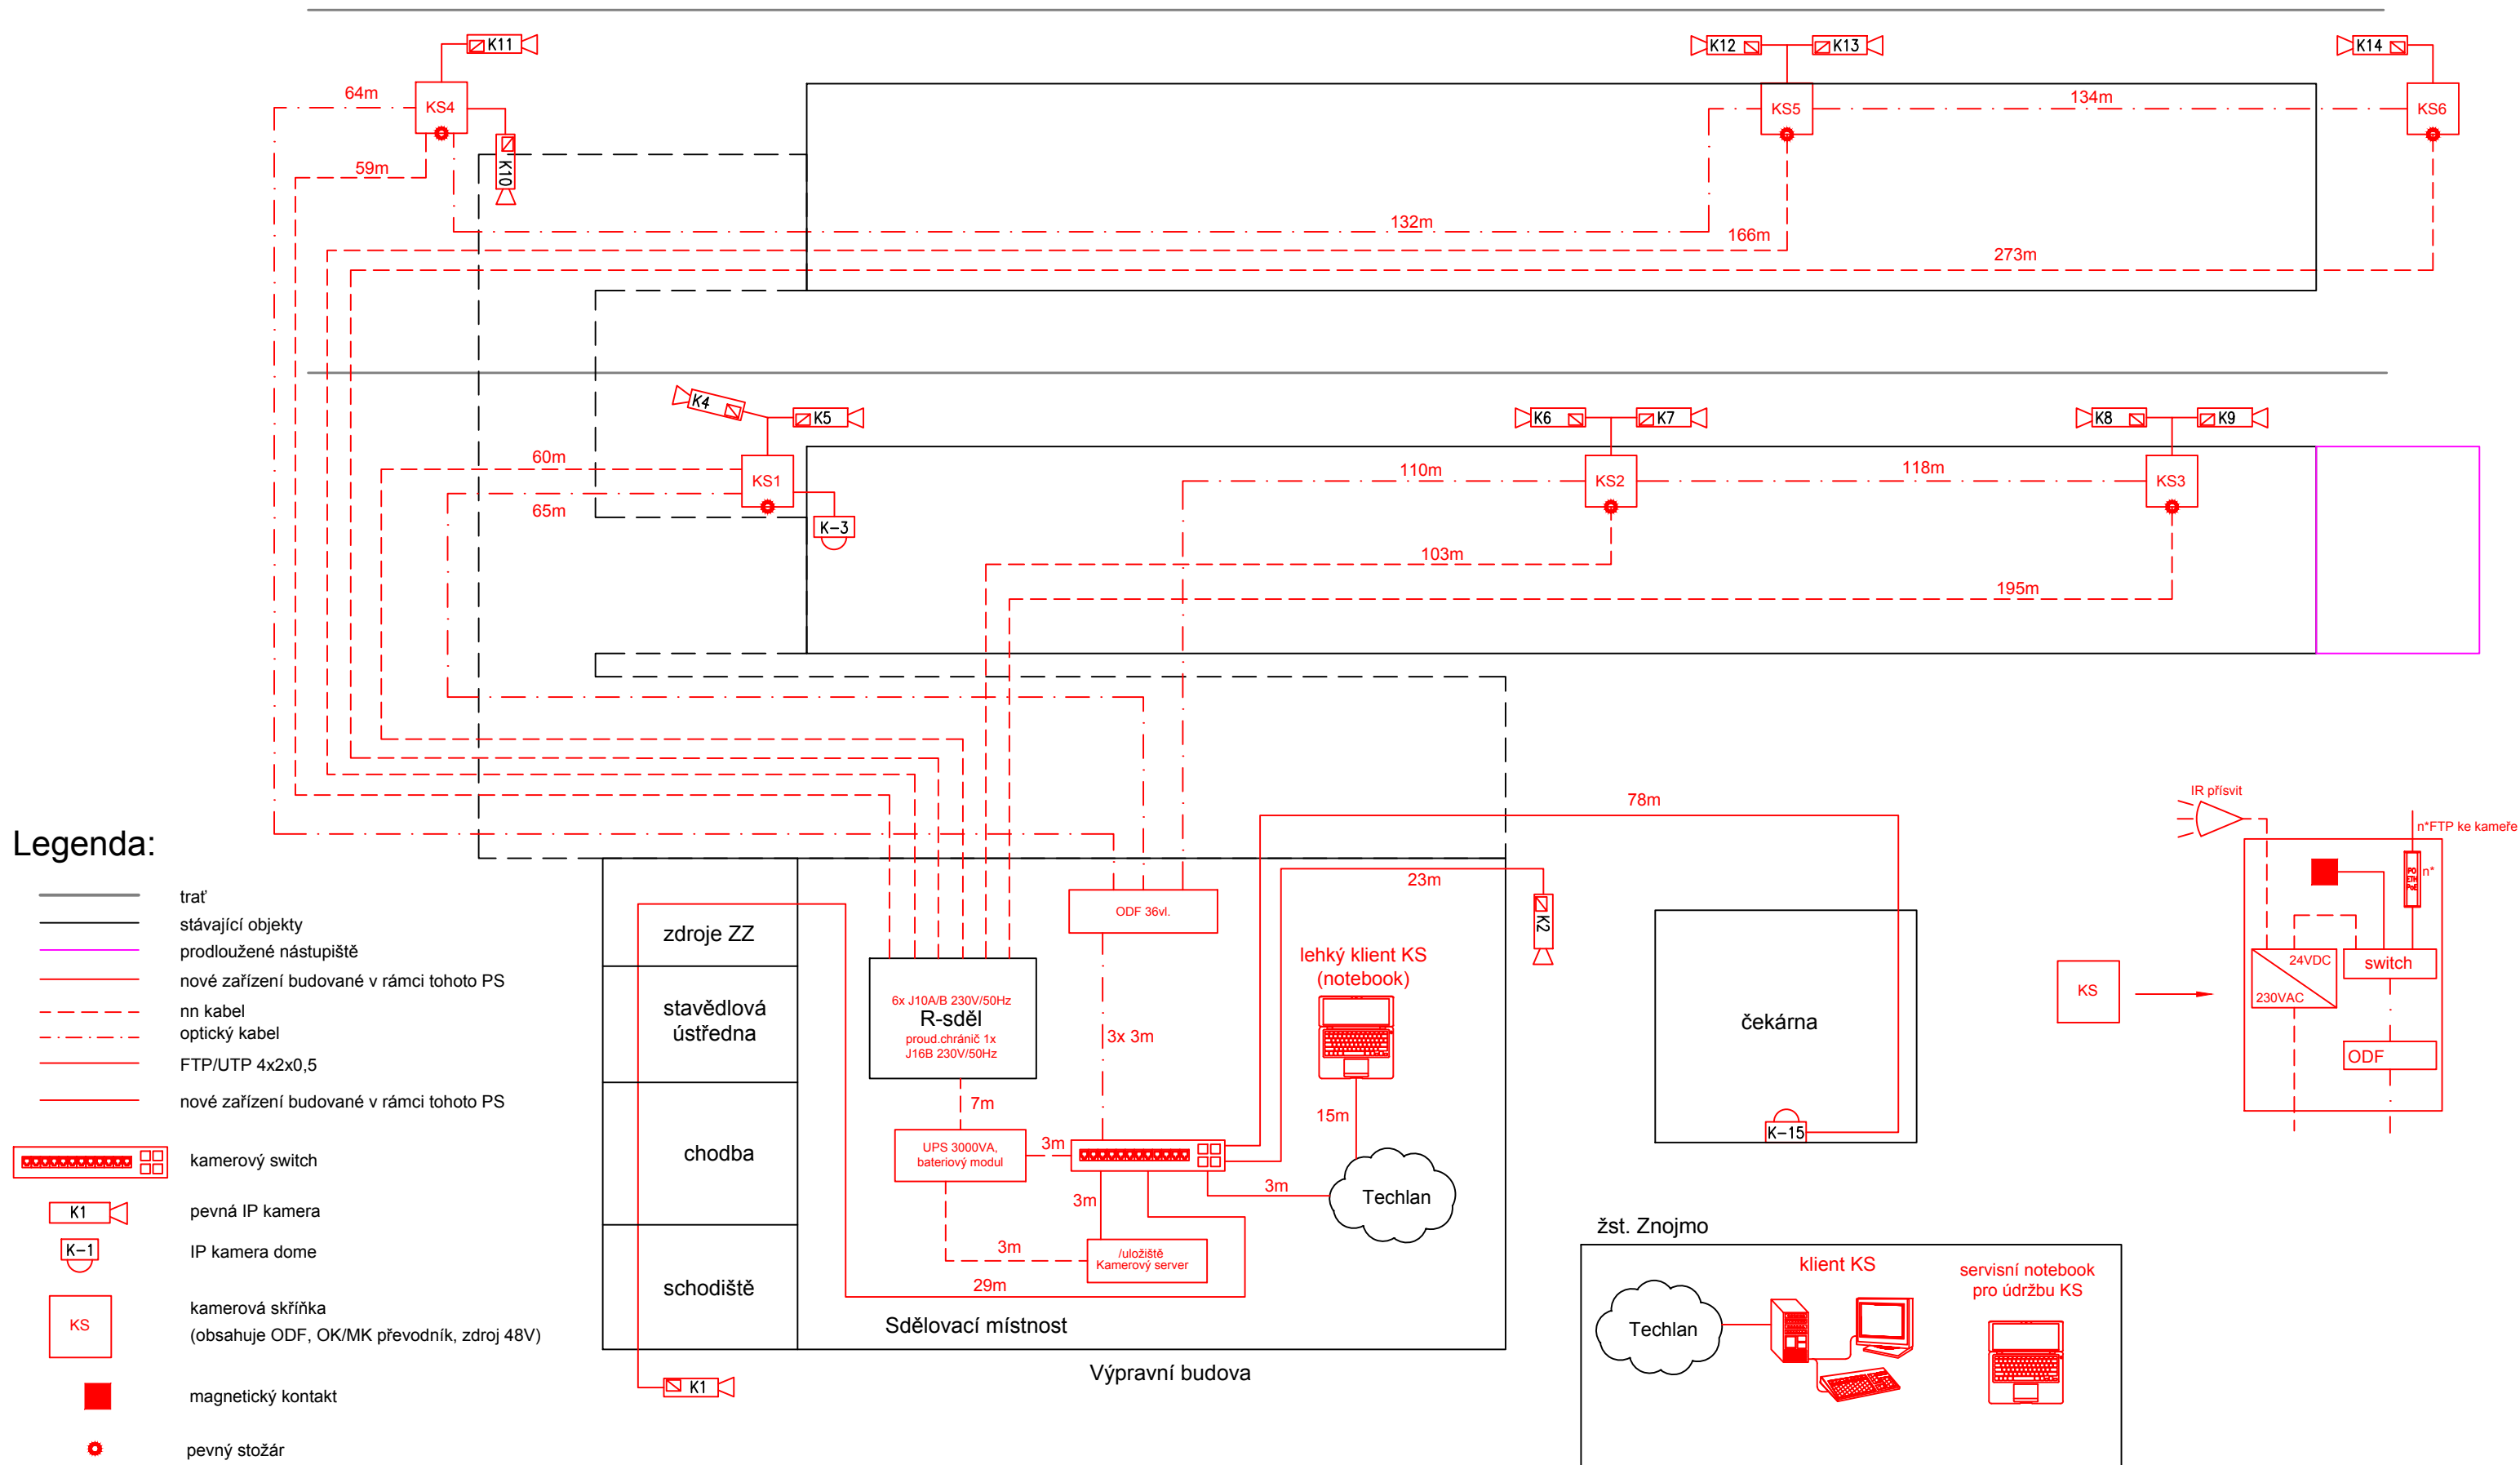 K11
K12
K13
K14
64m
KS4
KS5
134m
KS6
59m
K10
132m
166m
273m
K4
K5
K6
K7
K8
K9
60m
KS1
110m
KS2
118m
KS3
65m
K-3
103m
195m
78m
IR přísvit
n*FTP ke kameře
PO
ETH
PoE
n*
24VDC
230VAC
switch
ODF
KS
23m
K2
ODF 36vl.
zdroje ZZ
stavědlová
ústředna
chodba
schodiště
6x J10A/B 230V/50Hz
R-sděl
proud.chránič 1x
J16B 230V/50Hz
lehký klient KS
(notebook)
3x 3m
15m
7m
UPS 3000VA,
bateriový modul
3m
3m
3m
Techlan
3m
/uložiště
Kamerový server
29m
Sdělovací místnost
Výpravní budova
K1
čekárna
K-15
žst. Znojmo
Techlan
klient KS
servisní notebook
pro údržbu KS
Legenda:
trať
stávající objekty
prodloužené nástupiště
nové zařízení budované v rámci tohoto PS
nn kabel
optický kabel
FTP/UTP 4x2x0,5
nové zařízení budované v rámci tohoto PS
kamerový switch
K1
pevná IP kamera
K-1
IP kamera dome
KS
kamerová skříňka
(obsahuje ODF, OK/MK převodník, zdroj 48V)
magnetický kontakt
pevný stožár